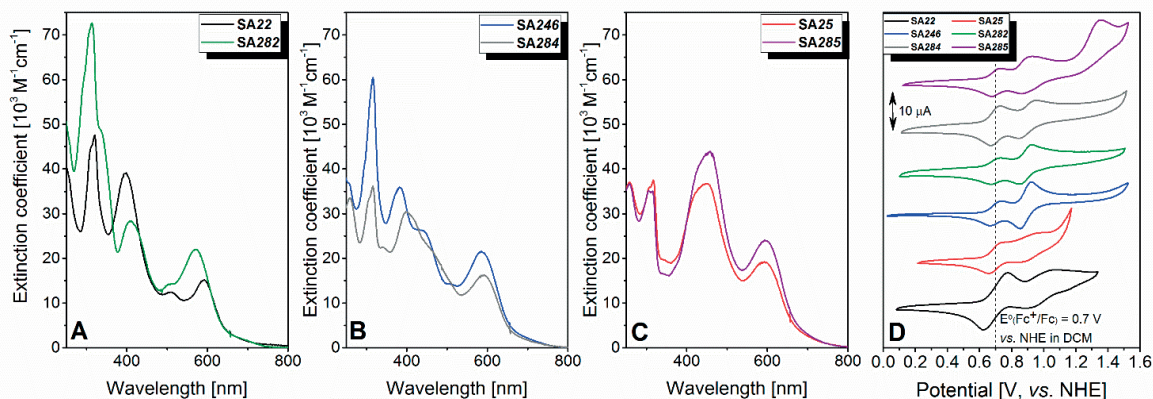 SA22
SA282
Extinction coefficient [10³ M⁻¹cm⁻¹]
70
60
50
40
30
20
10
0
A
400
600
800
Wavelength [nm]
SA246
SA284
Extinction coefficient [10³ M⁻¹cm⁻¹]
70
60
50
40
30
20
10
0
B
400
600
800
Wavelength [nm]
SA25
SA285
Extinction coefficient [10³ M⁻¹cm⁻¹]
70
60
50
40
30
20
10
0
C
400
600
800
Wavelength [nm]
SA22 SA25
SA246 SA282
SA284 SA285
10 µA
D
E⁰(Fc⁺/Fc) = 0.7 V
vs. NHE in DCM
0.0 0.2 0.4 0.6 0.8 1.0 1.2 1.4 1.6
Potential [V, vs. NHE]